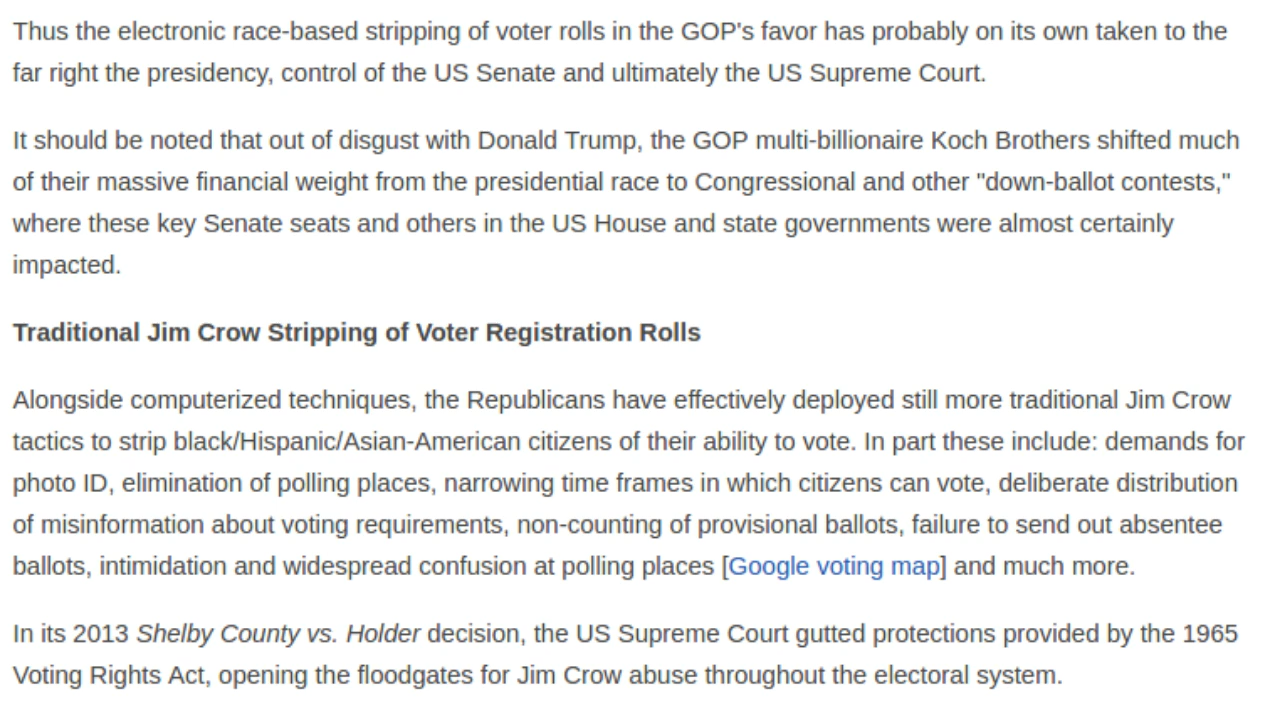 Thus the electronic race-based stripping of voter rolls in the GOP's favor has probably on its own taken to the
far right the presidency, control of the US Senate and ultimately the US Supreme Court.
It should be noted that out of disgust with Donald Trump, the GOP multi-billionaire Koch Brothers shifted much
of their massive financial weight from the presidential race to Congressional and other "down-ballot contests,"
where these key Senate seats and others in the US House and state governments were almost certainly
impacted.
Traditional Jim Crow Stripping of Voter Registration Rolls
Alongside computerized techniques, the Republicans have effectively deployed still more traditional Jim Crow
tactics to strip black/Hispanic/Asian-American citizens of their ability to vote. In part these include: demands for
photo ID, elimination of polling places, narrowing time frames in which citizens can vote, deliberate distribution
of misinformation about voting requirements, non-counting of provisional ballots, failure to send out absentee
ballots, intimidation and widespread confusion at polling places [Google voting map] and much more.
In its 2013 Shelby County vs. Holder decision, the US Supreme Court gutted protections provided by the 1965
Voting Rights Act, opening the floodgates for Jim Crow abuse throughout the electoral system.